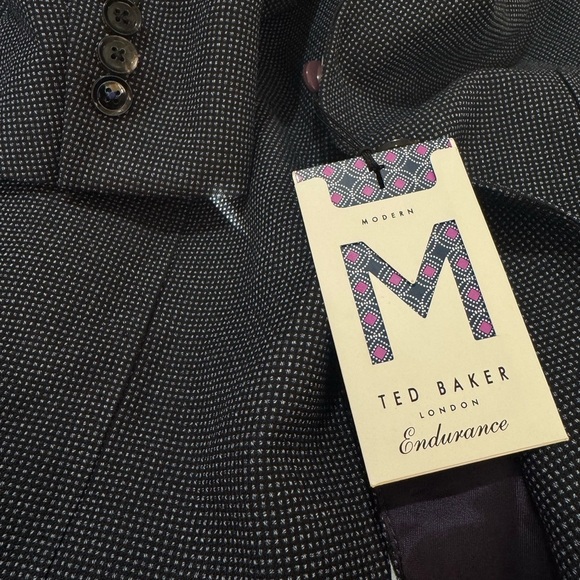 MODERN
M
TED BAKER
LONDON
Endurance